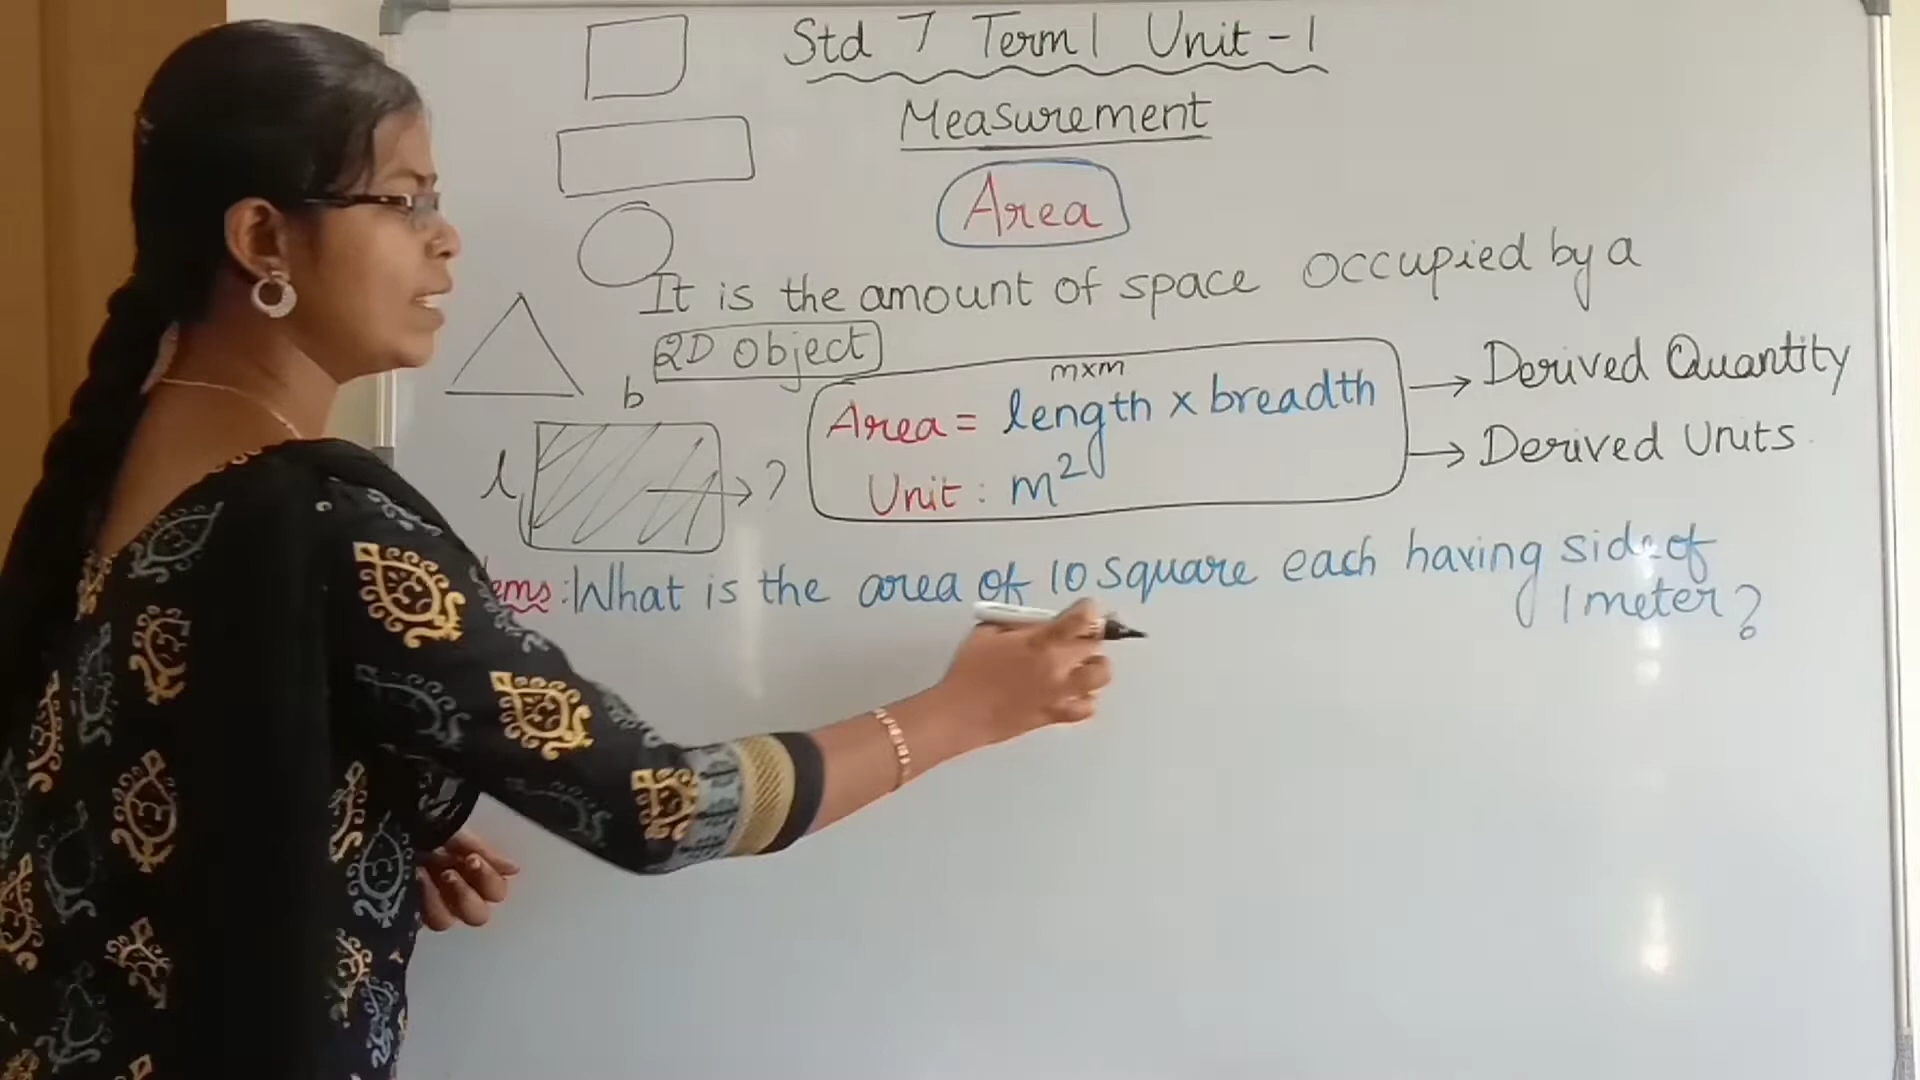 Std 7 Term 1 Unit - 1
Measurement
Area
It is the amount of space occupied by a
2D object
b
l
?
m×m
Area = length × breadth
Unit : m²
→ Derived Quantity
→ Derived Units
ems: What is the area of 10 square each having side of
1 meter?